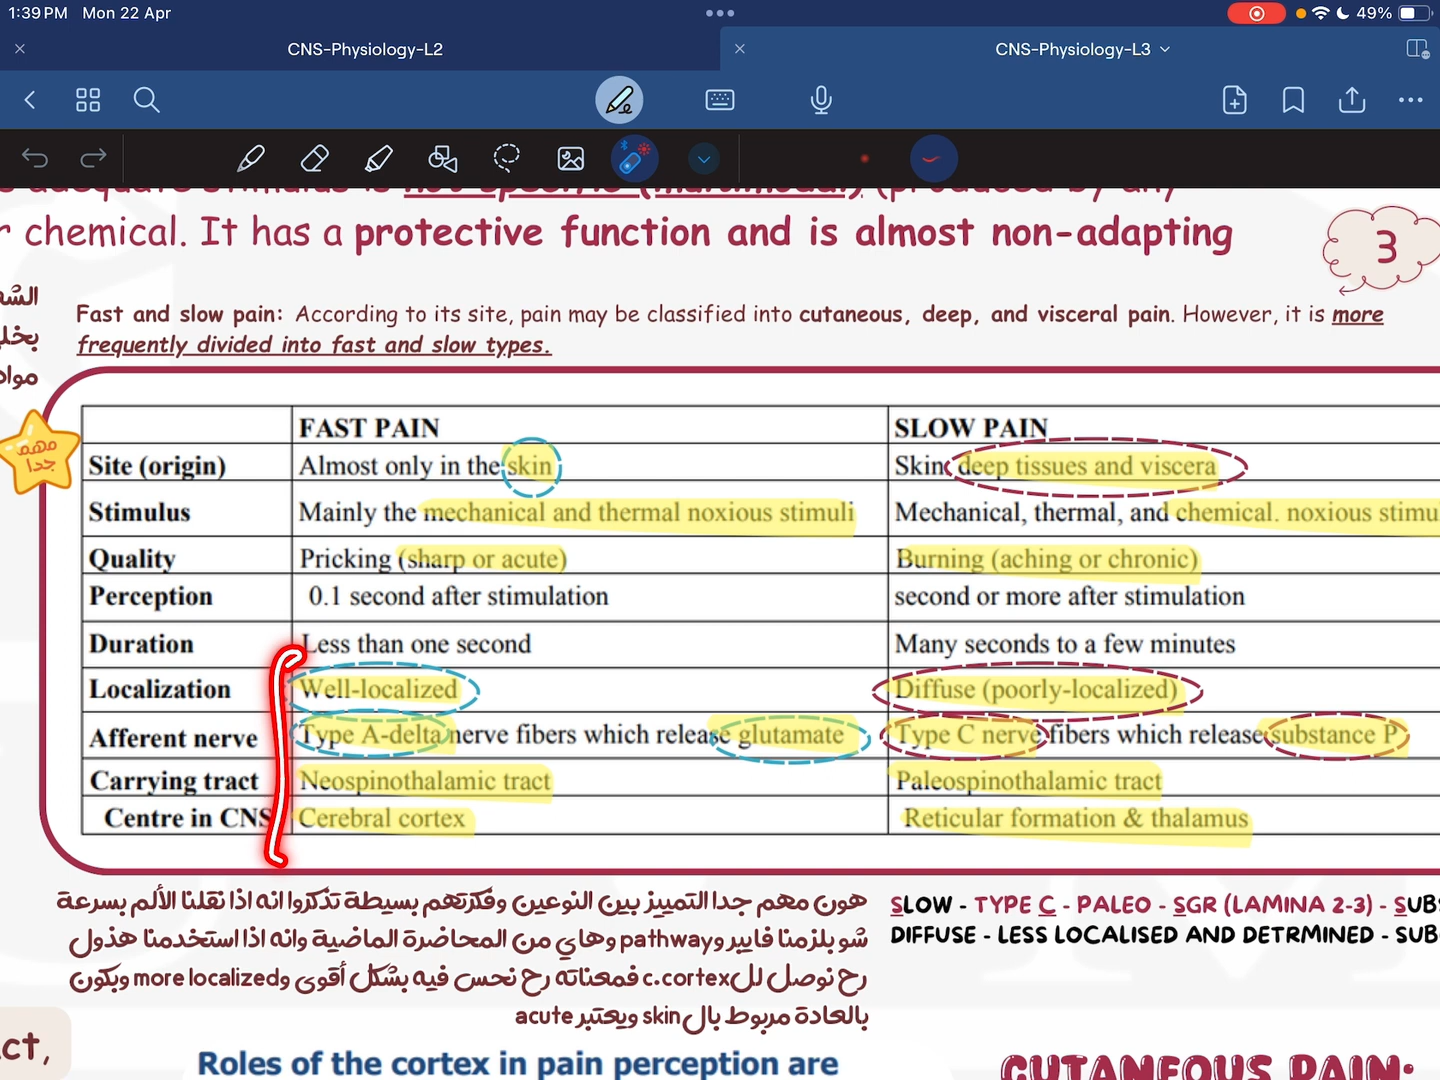 1:39 PM Mon 22 Apr
49%
CNS-Physiology-L2
CNS-Physiology-L3
chemical. It has a protective function and is almost non-adapting
3
Fast and slow pain: According to its site, pain may be classified into cutaneous, deep, and visceral pain. However, it is more
frequently divided into fast and slow types.
مهم
جدا
FAST PAIN SLOW PAIN
Site (origin) Almost only in the skin Skin deep tissues and viscera
Stimulus Mainly the mechanical and thermal noxious stimuli Mechanical, thermal, and chemical. noxious stimu
Quality Pricking (sharp or acute) Burning (aching or chronic)
Perception 0.1 second after stimulation second or more after stimulation
Duration Less than one second Many seconds to a few minutes
Localization Well-localized Diffuse (poorly-localized)
Afferent nerve Type A-delta nerve fibers which release glutamate Type C nerve fibers which release substance P
Carrying tract Neospinothalamic tract Paleospinothalamic tract
Centre in CNS Cerebral cortex Reticular formation & thalamus
هون مهم جدا التمييز بين النوعين وفكرتهم بسيطة تذكروا انه اذا نقلنا الألم بسرعة
شو بلزمنا فايبر وpathway وهاي من المحاضرة الماضية وانه اذا استخدمنا هذول
رح نوصل للc.cortex فمعناته رح نحس فيه بشكل أقوى وmore localized وبكون
بالعادة مربوط بالskin ويعتبر acute
SLOW - TYPE C - PALEO - SGR (LAMINA 2-3) - SUBS
DIFFUSE - LESS LOCALISED AND DETRMINED - SUB
Roles of the cortex in pain perception are
CUTANEOUS PAIN: